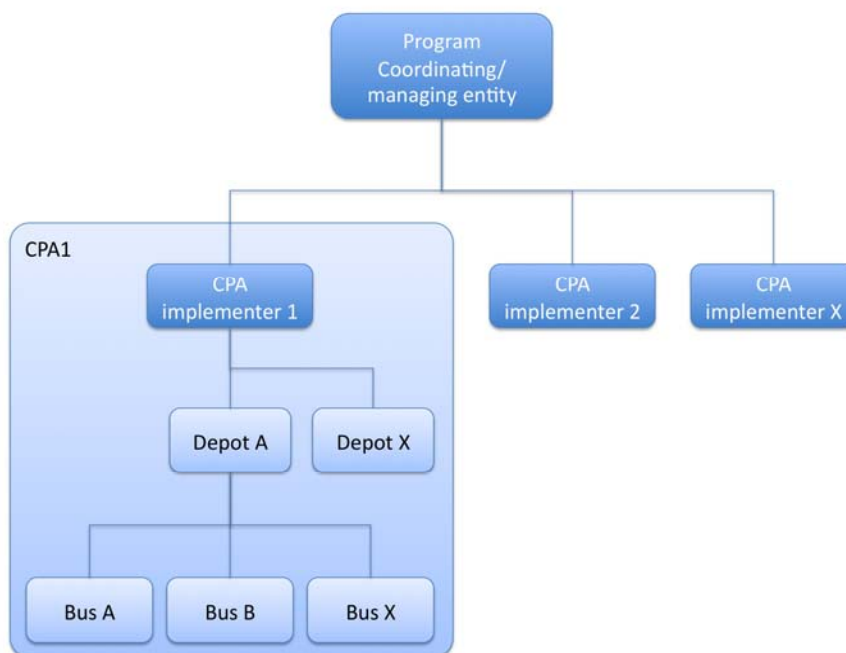 Program
Coordinating/
managing entity
CPA1
CPA
implementer 1
CPA
implementer 2
CPA
implementer X
Depot A
Depot X
Bus A
Bus B
Bus X